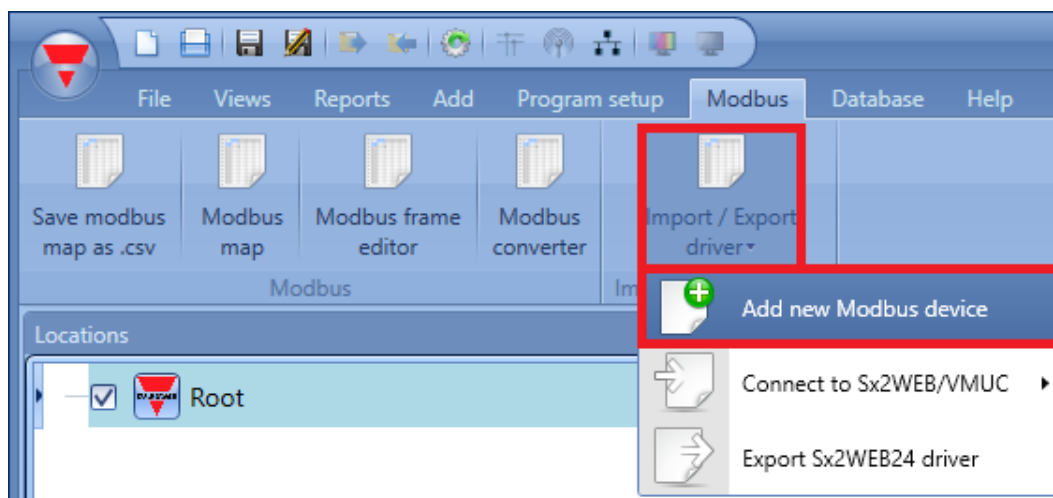 File Views Reports Add Program setup Modbus Database Help
Save modbus map as .csv
Modbus map
Modbus frame editor
Modbus converter
Import / Export driver
Modbus
Im
Add new Modbus device
Locations
Connect to Sx2WEB/VMUC
Root
Export Sx2WEB24 driver